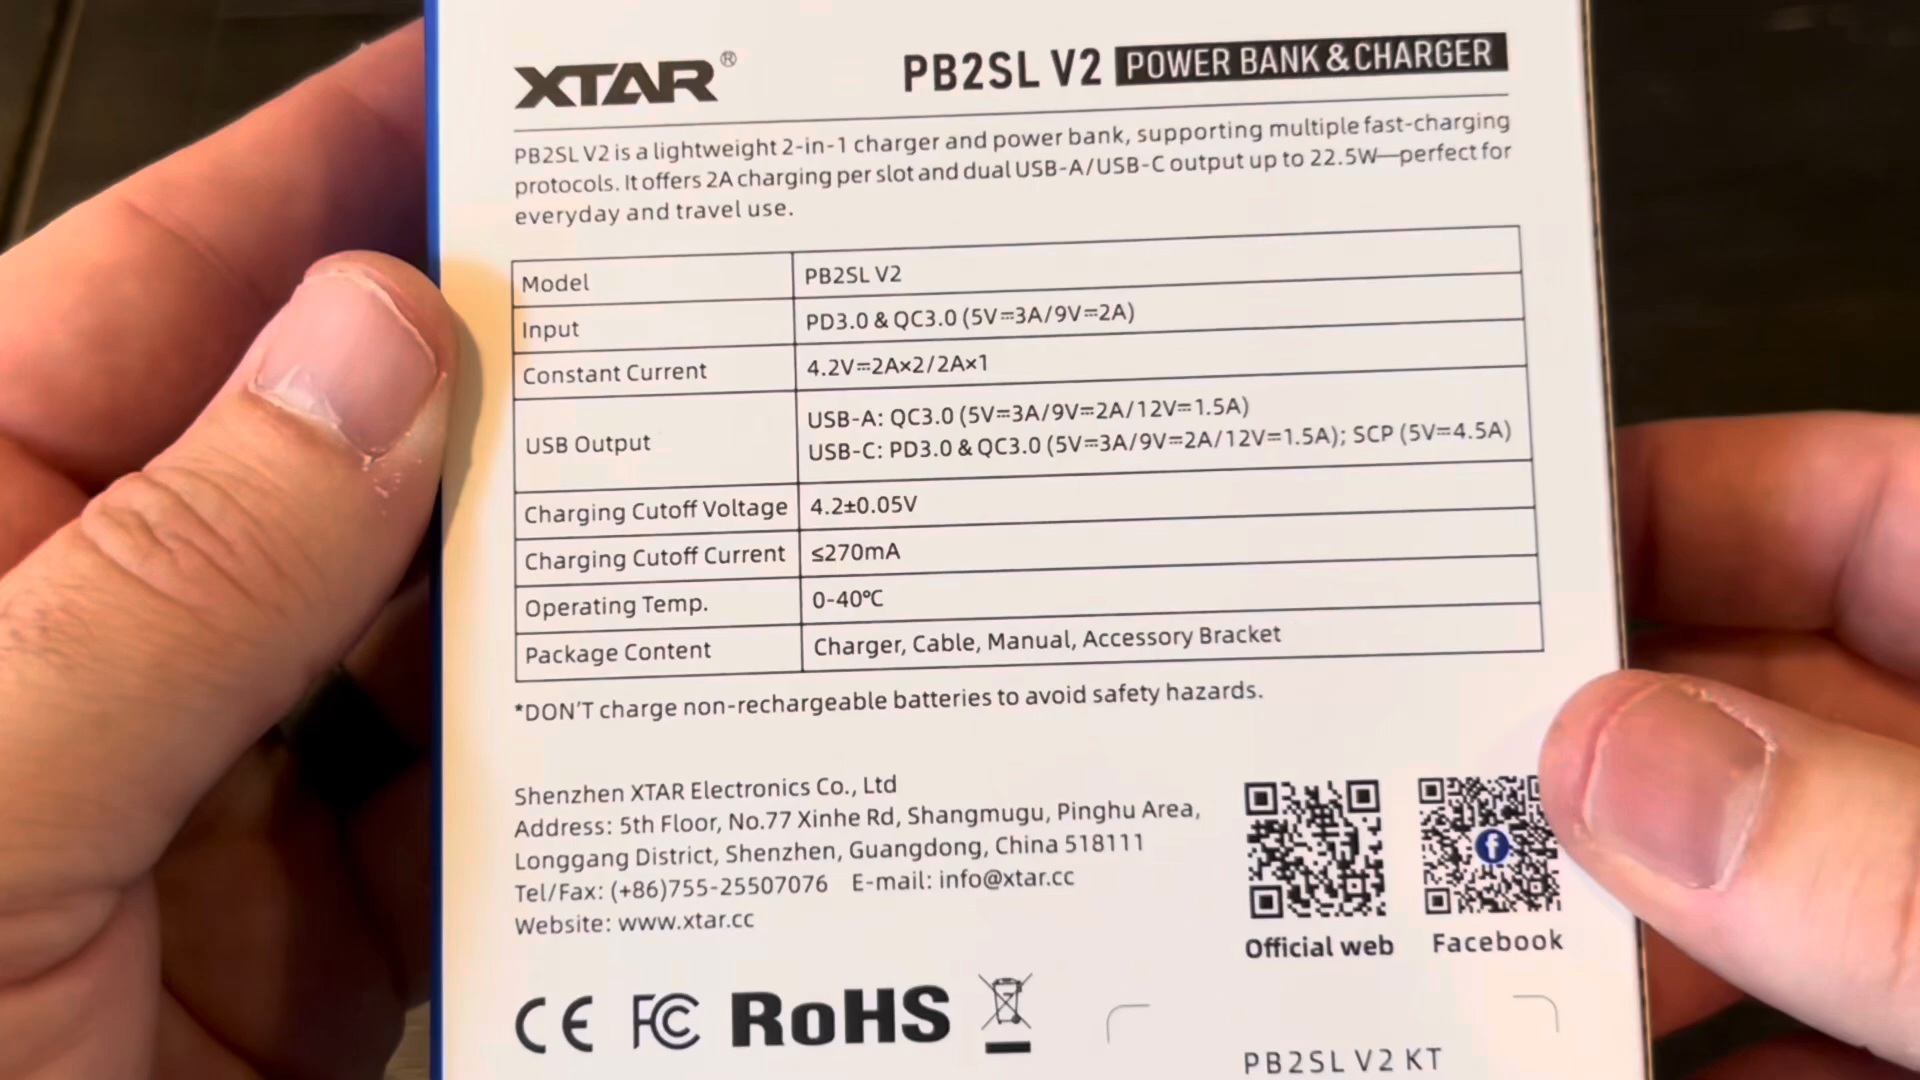 XTAR®
PB2SL V2 POWER BANK & CHARGER
PB2SL V2 is a lightweight 2-in-1 charger and power bank, supporting multiple fast-charging
protocols. It offers 2A charging per slot and dual USB-A/USB-C output up to 22.5W—perfect for
everyday and travel use.
Model PB2SL V2
Input PD3.0 & QC3.0 (5V⎓3A/9V⎓2A)
Constant Current 4.2V⎓2A×2/2A×1
USB Output USB-A: QC3.0 (5V⎓3A/9V⎓2A/12V⎓1.5A)
USB-C: PD3.0 & QC3.0 (5V⎓3A/9V⎓2A/12V⎓1.5A); SCP (5V⎓4.5A)
Charging Cutoff Voltage 4.2±0.05V
Charging Cutoff Current ≤270mA
Operating Temp. 0-40℃
Package Content Charger, Cable, Manual, Accessory Bracket
*DON'T charge non-rechargeable batteries to avoid safety hazards.
Shenzhen XTAR Electronics Co., Ltd
Address: 5th Floor, No.77 Xinhe Rd, Shangmugu, Pinghu Area,
Longgang District, Shenzhen, Guangdong, China 518111
Tel/Fax: (+86)755-25507076 E-mail: info@xtar.cc
Website: www.xtar.cc
Official web
f
Facebook
CE FC RoHS
PB2SL V2 KT